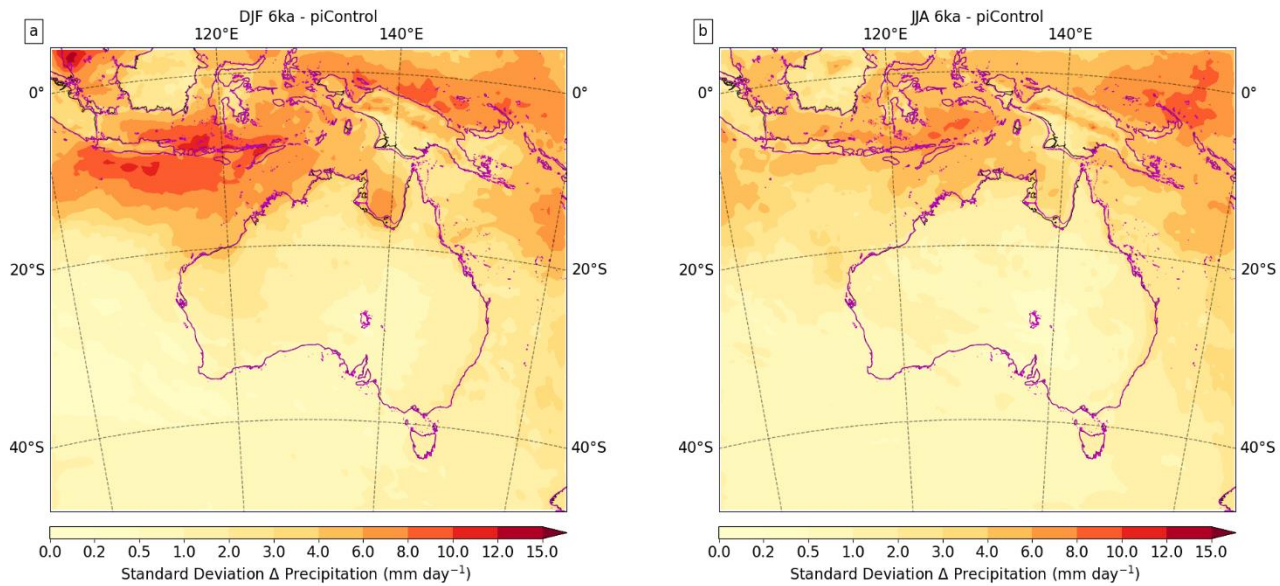 DJF 6ka - piControl
a
120°E 140°E
0° 0°
20°S 20°S
40°S 40°S
0.0 0.2 0.5 1.0 2.0 3.0 4.0 6.0 8.0 10.0 12.0 15.0
Standard Deviation Δ Precipitation (mm day⁻¹)
JJA 6ka - piControl
b
120°E 140°E
0° 0°
20°S 20°S
40°S 40°S
0.0 0.2 0.5 1.0 2.0 3.0 4.0 6.0 8.0 10.0 12.0 15.0
Standard Deviation Δ Precipitation (mm day⁻¹)